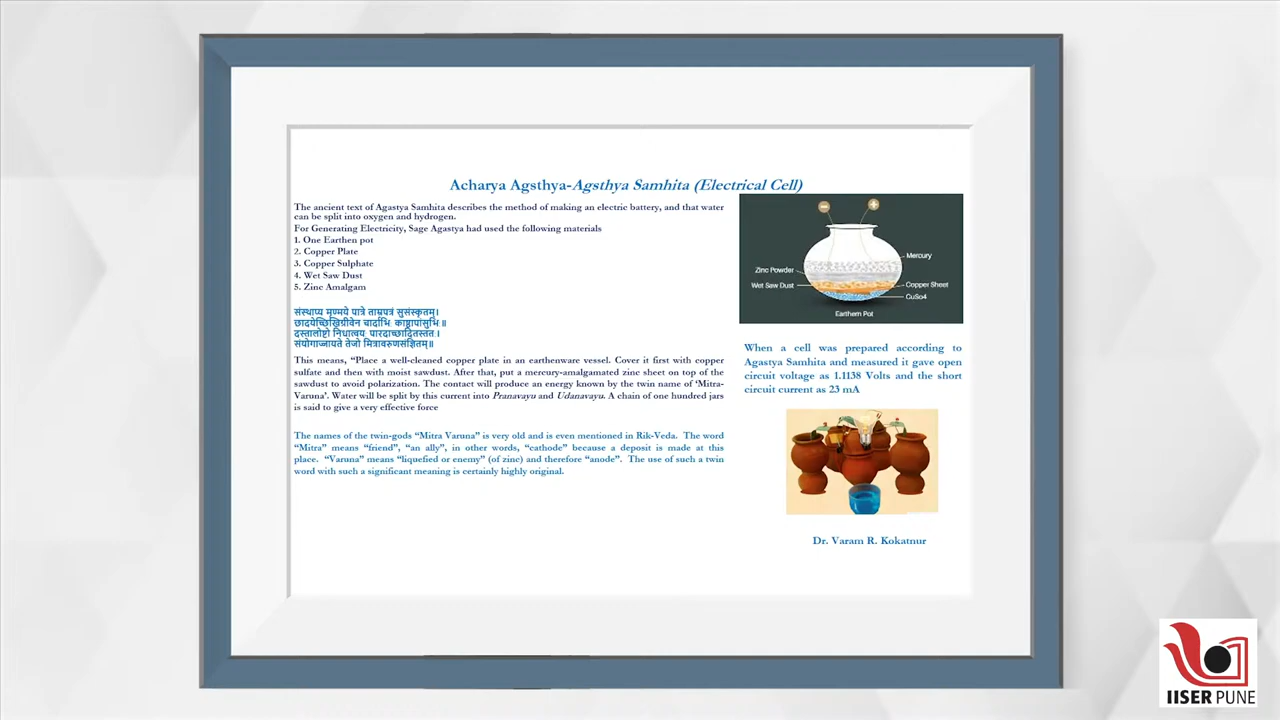 Acharya Agsthya-Agsthya Samhita (Electrical Cell)
The ancient text of Agastya Samhita describes the method of making an electric battery, and that water
can be split into oxygen and hydrogen.
For Generating Electricity, Sage Agastya had used the following materials
1. One Earthen pot
2. Copper Plate
3. Copper Sulphate
4. Wet Saw Dust
5. Zinc Amalgam
संस्थाप्य मृण्मये पात्रे ताम्रपत्रं सुसंस्कृतम्।
छादयेच्छिखिग्रीवेन चार्दाभि: काष्ठापांसुभि:॥
दस्तालोष्टो निधात्वय: पारदाच्छादितस्तत:।
संयोगाज्जायते तेजो मित्रावरुणसंज्ञितम्॥
This means, “Place a well-cleaned copper plate in an earthenware vessel. Cover it first with copper
sulfate and then with moist sawdust. After that, put a mercury-amalgamated zinc sheet on top of the
sawdust to avoid polarization. The contact will produce an energy known by the twin name of ‘Mitra-
Varuna’. Water will be split by this current into Pranavayu and Udanavayu. A chain of one hundred jars
is said to give a very effective force
The names of the twin-gods “Mitra Varuna” is very old and is even mentioned in Rik-Veda. The word
“Mitra” means “friend”, “an ally”, in other words, “cathode” because a deposit is made at this
place. “Varuna” means “liquefied or enemy” (of zinc) and therefore “anode”. The use of such a twin
word with such a significant meaning is certainly highly original.
Mercury
Zinc Powder
Wet Saw Dust
Copper Sheet
CuSo4
Earthern Pot
When a cell was prepared according to
Agastya Samhita and measured it gave open
circuit voltage as 1.1138 Volts and the short
circuit current as 23 mA
Dr. Varam R. Kokatnur
IISER PUNE